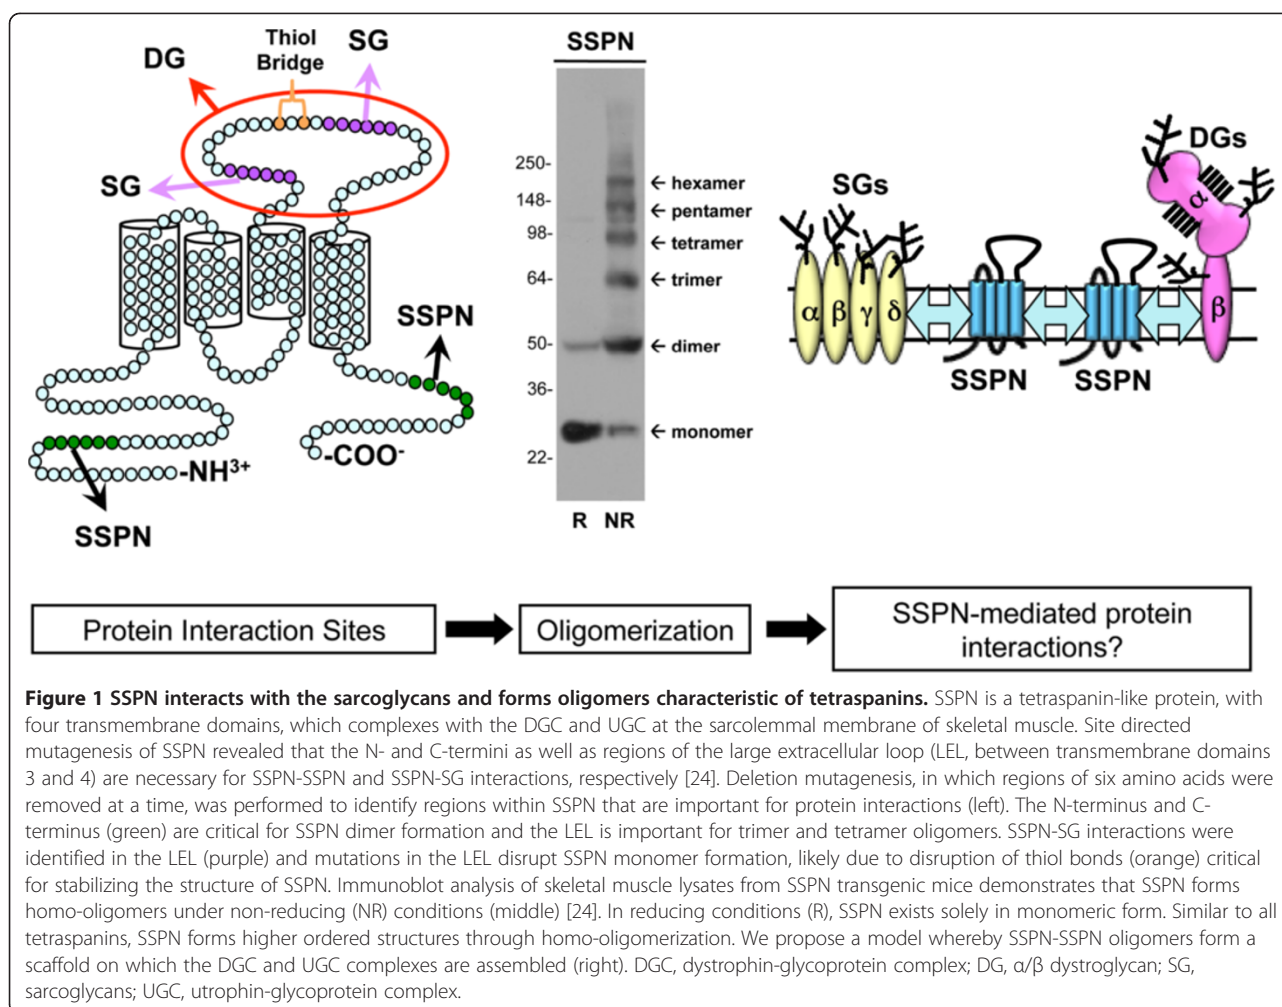 Thiol
Bridge
SG
DG
SG
SSPN
-NH3+
-COO-
SSPN
SSPN
250-
148-
98-
64-
50-
36-
22-
← hexamer
← pentamer
← tetramer
← trimer
← dimer
← monomer
R NR
SGs
DGs
α
α β γ δ
β
SSPN SSPN
Protein Interaction Sites
Oligomerization
SSPN-mediated protein
interactions?
Figure 1 SSPN interacts with the sarcoglycans and forms oligomers characteristic of tetraspanins. SSPN is a tetraspanin-like protein, with
four transmembrane domains, which complexes with the DGC and UGC at the sarcolemmal membrane of skeletal muscle. Site directed
mutagenesis of SSPN revealed that the N- and C-termini as well as regions of the large extracellular loop (LEL, between transmembrane domains
3 and 4) are necessary for SSPN-SSPN and SSPN-SG interactions, respectively [24]. Deletion mutagenesis, in which regions of six amino acids were
removed at a time, was performed to identify regions within SSPN that are important for protein interactions (left). The N-terminus and C-
terminus (green) are critical for SSPN dimer formation and the LEL is important for trimer and tetramer oligomers. SSPN-SG interactions were
identified in the LEL (purple) and mutations in the LEL disrupt SSPN monomer formation, likely due to disruption of thiol bonds (orange) critical
for stabilizing the structure of SSPN. Immunoblot analysis of skeletal muscle lysates from SSPN transgenic mice demonstrates that SSPN forms
homo-oligomers under non-reducing (NR) conditions (middle) [24]. In reducing conditions (R), SSPN exists solely in monomeric form. Similar to all
tetraspanins, SSPN forms higher ordered structures through homo-oligomerization. We propose a model whereby SSPN-SSPN oligomers form a
scaffold on which the DGC and UGC complexes are assembled (right). DGC, dystrophin-glycoprotein complex; DG, α/β dystroglycan; SG,
sarcoglycans; UGC, utrophin-glycoprotein complex.